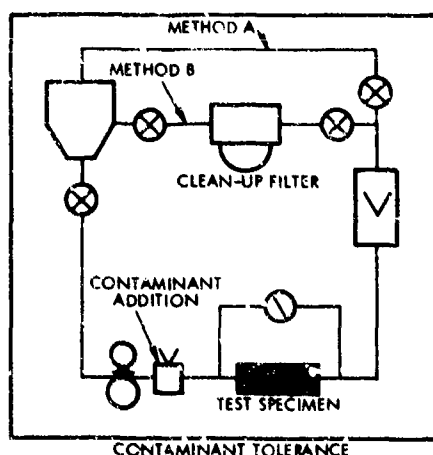 METHOD A
METHOD B
CLEAN-UP FILTER
CONTAMINANT
ADDITION
TEST SPECIMEN
CONTAMINANT TOLERANCE